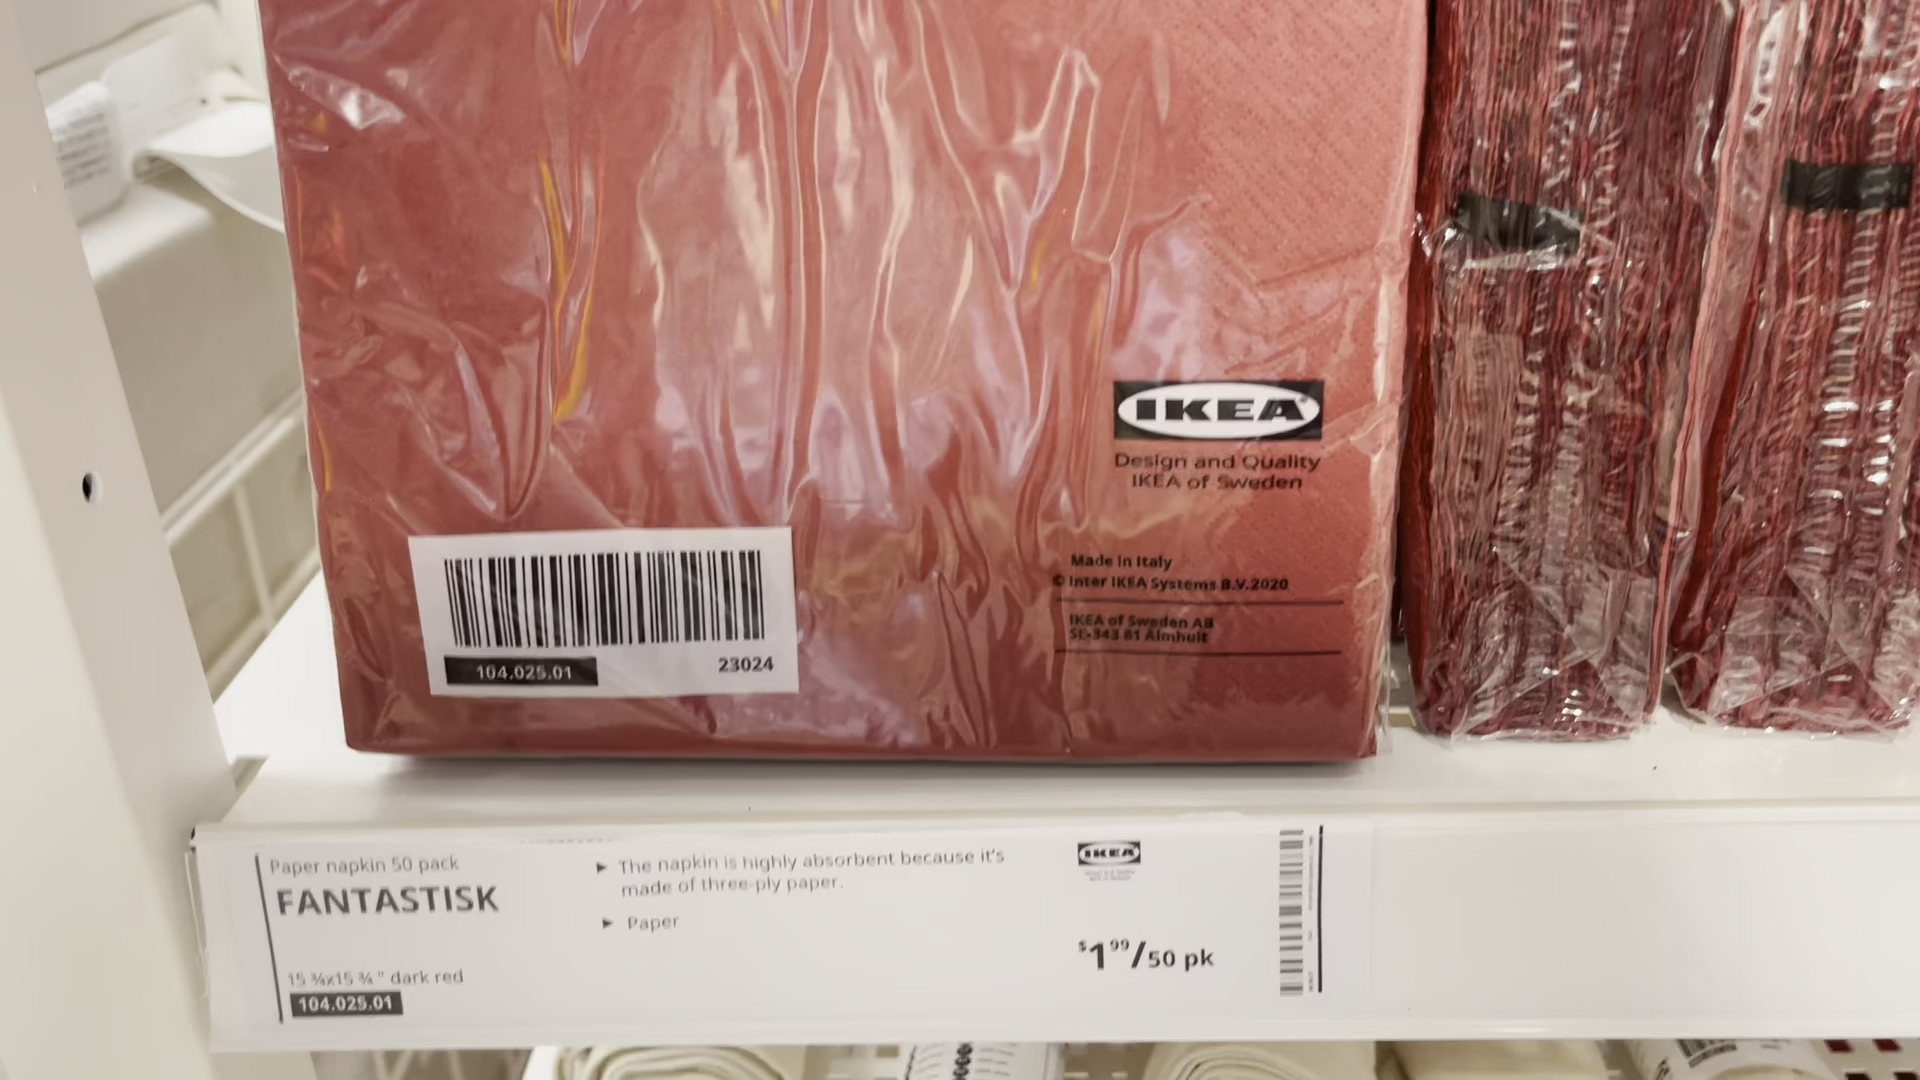 IKEA
Design and Quality
IKEA of Sweden
Made in Italy
© Inter IKEA Systems B.V.2020
IKEA of Sweden AB
SE-343 81 Älmhult
104.025.01
23024
Paper napkin 50 pack
FANTASTISK
15 ¾x15 ¾ " dark red
104.025.01
► The napkin is highly absorbent because it's
made of three-ply paper.
► Paper
IKEA
$1 99/50 pk